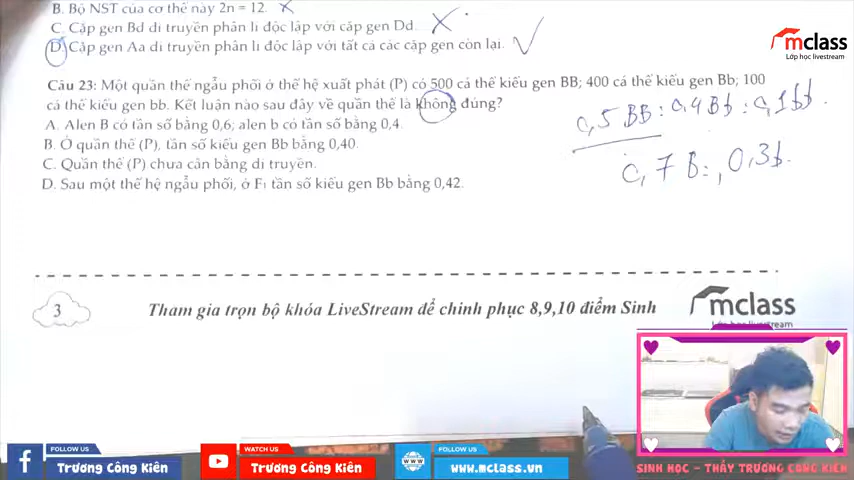 B. Bộ NST của cơ thể này 2n = 12. X
C. Cặp gen Bd di truyền phân li độc lập với cặp gen Dd. X
D. Cặp gen Aa di truyền phân li độc lập với tất cả các cặp gen còn lại. V
mclass
Lớp học livestream
Câu 23: Một quần thể ngẫu phối ở thế hệ xuất phát (P) có 500 cá thể kiểu gen BB; 400 cá thể kiểu gen Bb; 100
cá thể kiểu gen bb. Kết luận nào sau đây về quần thể là không đúng?
0,5 BB : 0,4 Bb : 0,1 bb
A. Alen B có tần số bằng 0,6; alen b có tần số bằng 0,4.
B. Ở quần thể (P), tần số kiểu gen Bb bằng 0,40.
0,7 B : 0,3 b
C. Quần thể (P) chưa cân bằng di truyền.
D. Sau một thế hệ ngẫu phối, ở F₁ tần số kiểu gen Bb bằng 0,42.
3
Tham gia trọn bộ khóa LiveStream để chinh phục 8,9,10 điểm Sinh
mclass
FOLLOW US
Trương Công Kiên
WATCH US
Trương Công Kiên
FOLLOW US
www.mclass.vn
SINH HỌC - THẦY TRƯƠNG CÔNG KIÊN